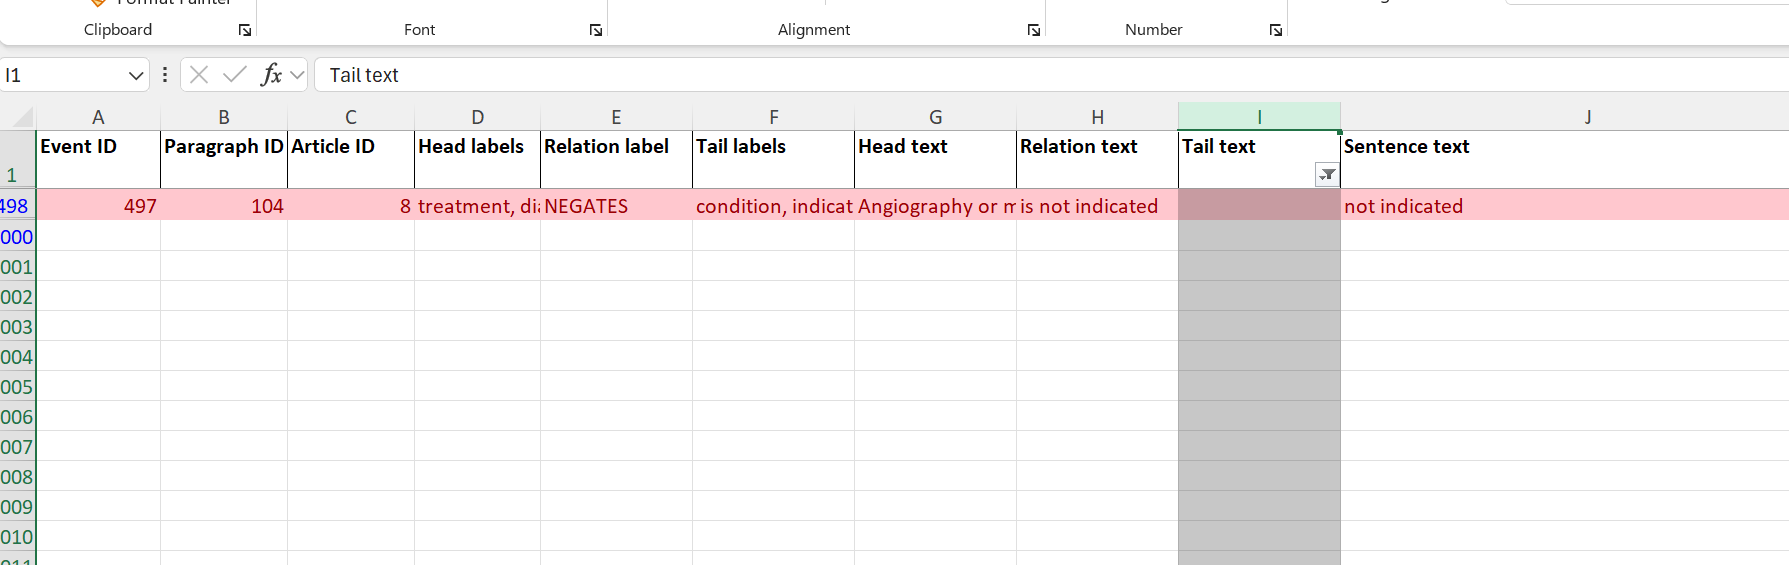 Format Painter
Clipboard Font Alignment Number
I1 fx Tail text
A B C D E F G H I J
1 Event ID Paragraph ID Article ID Head labels Relation label Tail labels Head text Relation text Tail text Sentence text
498 497 104 8 treatment, dia NEGATES condition, indicat Angiography or m is not indicated not indicated
000
001
002
003
004
005
006
007
008
009
010
011